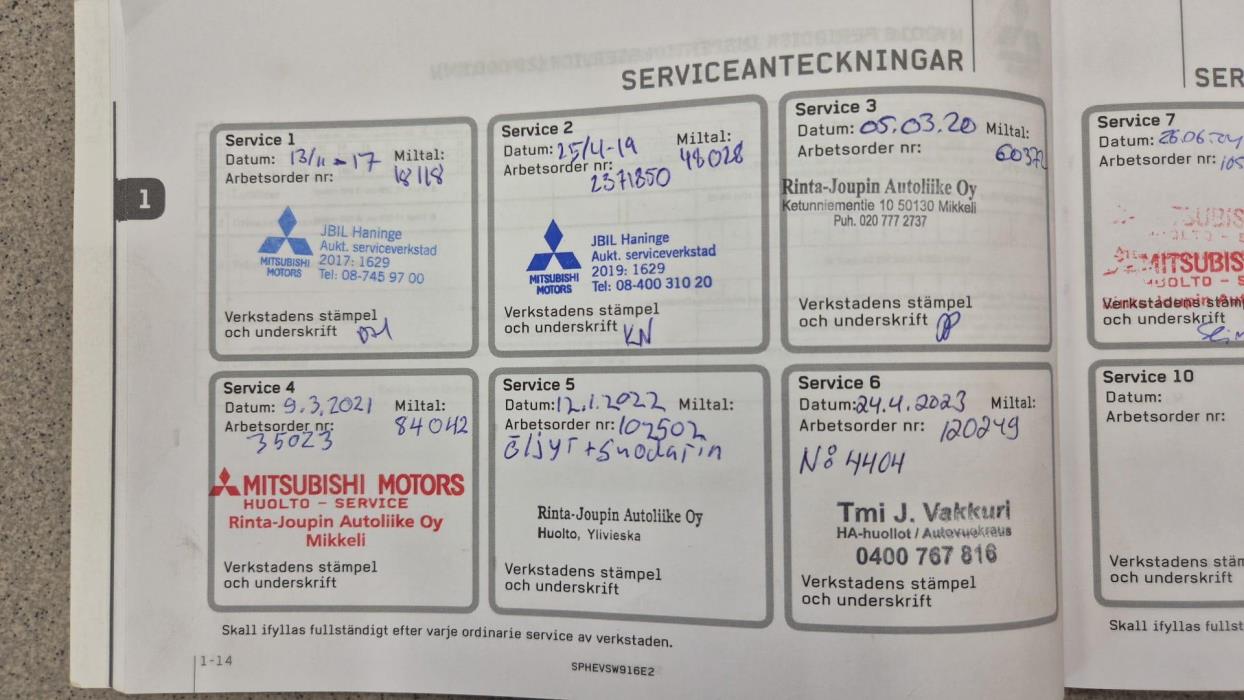 SERVICEANTECKNINGAR
Service 1
Datum: 13/11-17 Miltal:
Arbetsorder nr: 18118
MITSUBISHI
MOTORS
JBIL Haninge
Aukt. serviceverkstad
2017: 1629
Tel: 08-745 97 00
Verkstadens stämpel
och underskrift
Service 2
Datum: 25/4-19 Miltal:
Arbetsorder nr: 48028
2371850
MITSUBISHI
MOTORS
JBIL Haninge
Aukt. serviceverkstad
2019: 1629
Tel: 08-400 310 20
Verkstadens stämpel
och underskrift KN
Service 3
Datum: 05.03.20 Miltal:
Arbetsorder nr:
Rinta-Joupin Autoliike Oy
Ketunniementie 10 50130 Mikkeli
Puh. 020 777 2737
Verkstadens stämpel
och underskrift
Service 4
Datum: 9.3.2021 Miltal:
Arbetsorder nr: 84042
35023
MITSUBISHI MOTORS
HUOLTO - SERVICE
Rinta-Joupin Autoliike Oy
Mikkeli
Verkstadens stämpel
och underskrift
Service 5
Datum: 12.1.2022 Miltal:
Arbetsorder nr: 102502
Öljyt+Suodatin
Rinta-Joupin Autoliike Oy
Huolto, Ylivieska
Verkstadens stämpel
och underskrift
Service 6
Datum: 24.4.2023 Miltal:
Arbetsorder nr: 120249
No 4404
Tmi J. Vakkuri
HA-huollot / Autovuokraus
0400 767 816
Verkstadens stämpel
och underskrift
Skall ifyllas fullständigt efter varje ordinarie service av verkstaden.
1-14
SPHEVSW916E2
1
SER
Service 7
Datum:
Arbetsorder nr:
MITSUBIS
HUOLTO - S
och underskrift
Service 10
Datum:
Arbetsorder nr:
Verkstadens stäm
och underskrift
Skall ifyllas fullst